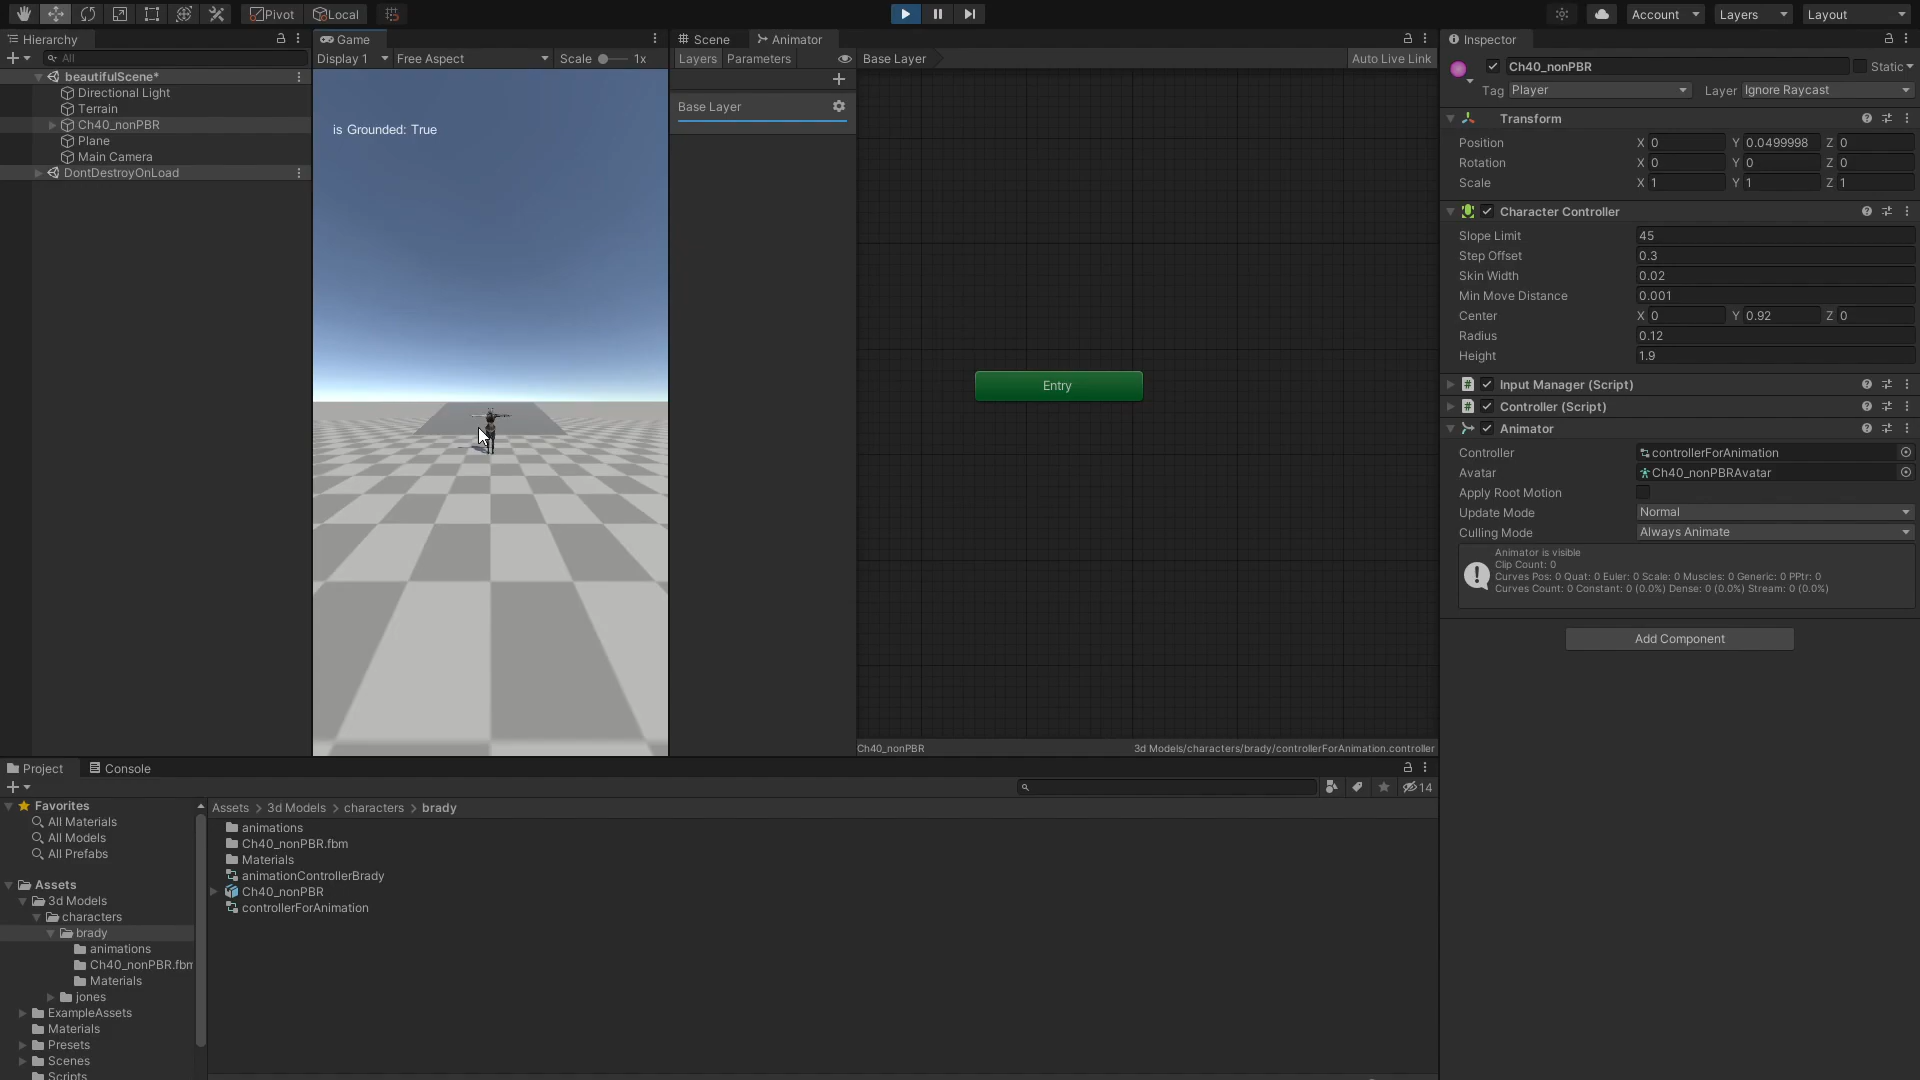 Pivot
Local
Account
Layers
Layout
Hierarchy
All
beautifulScene*
Directional Light
Terrain
Ch40_nonPBR
Plane
Main Camera
DontDestroyOnLoad
Game
Display 1
Free Aspect
Scale
1x
is Grounded: True
Scene
Animator
Layers
Parameters
Base Layer
Auto Live Link
Base Layer
Entry
Ch40_nonPBR
3d Models/characters/brady/controllerForAnimation.controller
Inspector
Ch40_nonPBR
Static
Tag
Player
Layer
Ignore Raycast
Transform
Position
X 0
Y 0.0499998
Z 0
Rotation
X 0
Y 0
Z 0
Scale
X 1
Y 1
Z 1
Character Controller
Slope Limit
45
Step Offset
0.3
Skin Width
0.02
Min Move Distance
0.001
Center
X 0
Y 0.92
Z 0
Radius
0.12
Height
1.9
Input Manager (Script)
Controller (Script)
Animator
Controller
controllerForAnimation
Avatar
Ch40_nonPBRAvatar
Apply Root Motion
Update Mode
Normal
Culling Mode
Always Animate
Animator is visible
Clip Count: 0
Curves Pos: 0 Quat: 0 Euler: 0 Scale: 0 Muscles: 0 Generic: 0 PPtr: 0
Curves Count: 0 Constant: 0 (0.0%) Dense: 0 (0.0%) Stream: 0 (0.0%)
Add Component
Project
Console
14
Favorites
All Materials
All Models
All Prefabs
Assets
3d Models
characters
brady
animations
Ch40_nonPBR.fbm
Materials
jones
ExampleAssets
Materials
Presets
Scenes
Scripts
Assets > 3d Models > characters > brady
animations
Ch40_nonPBR.fbm
Materials
animationControllerBrady
Ch40_nonPBR
controllerForAnimation